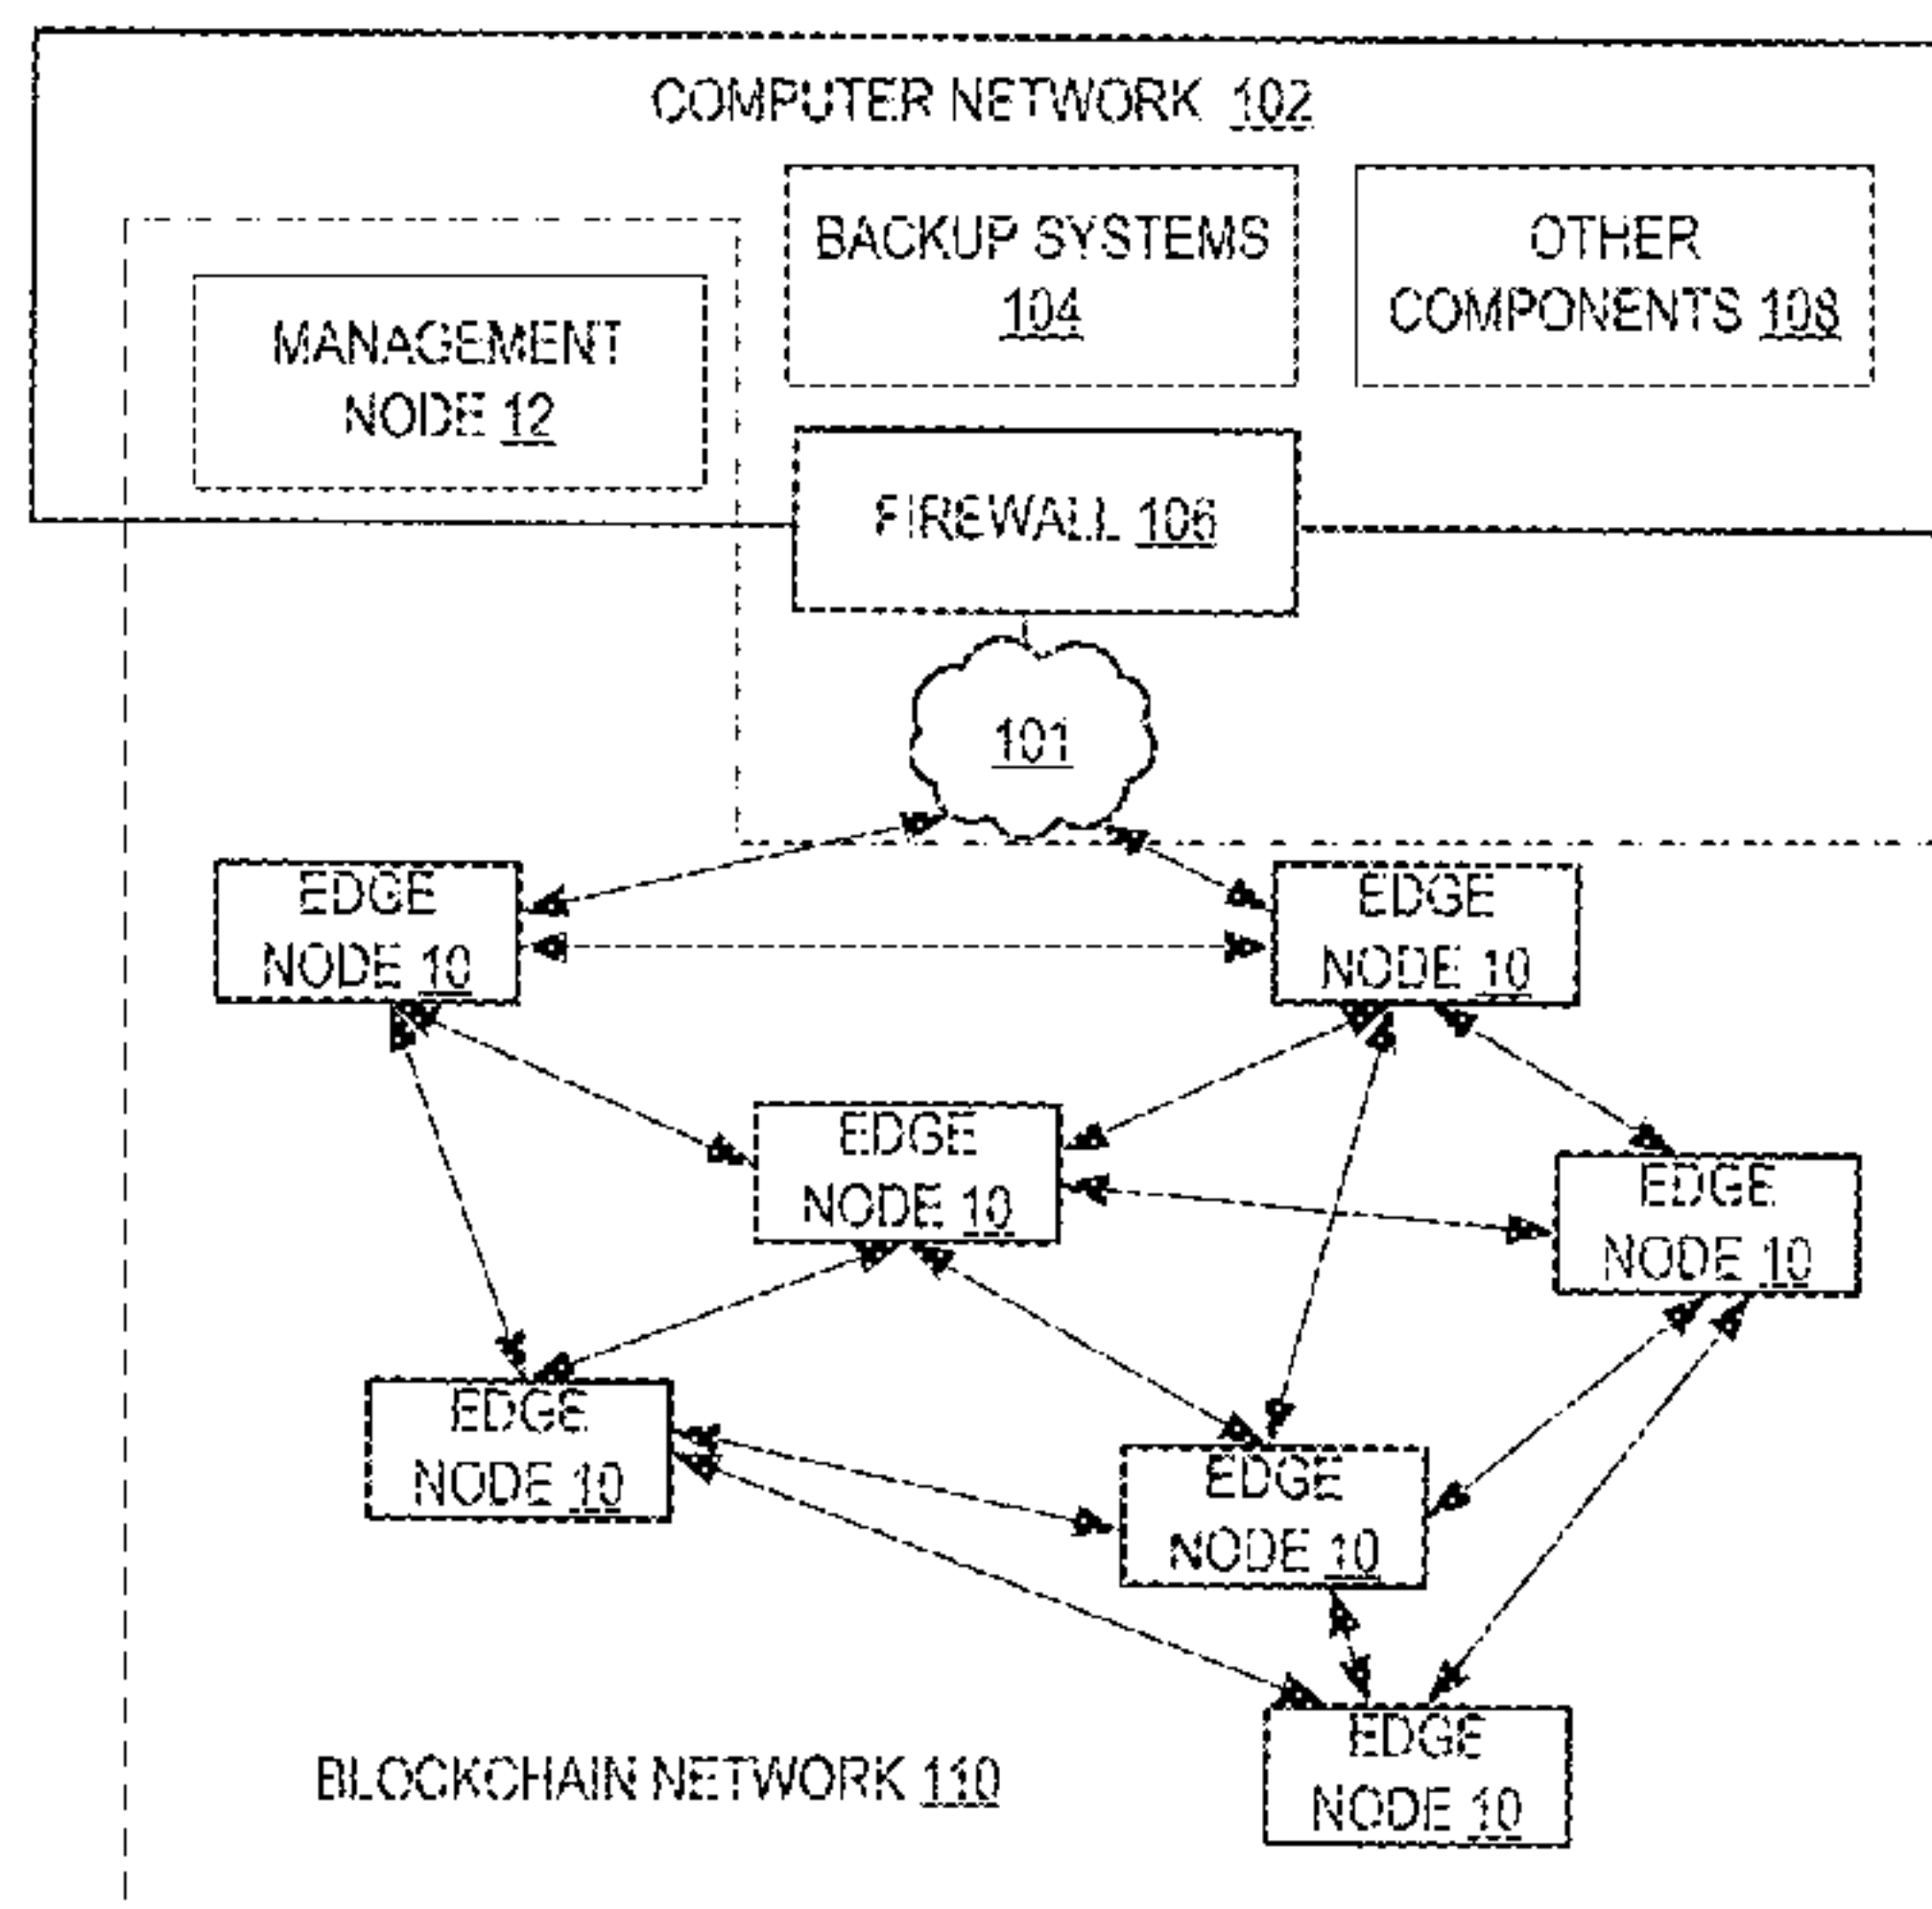 COMPUTER NETWORK 102
BACKUP SYSTEMS
104
OTHER
COMPONENTS 108
MANAGEMENT
NODE 12
FIREWALL 106
101
EDGE
NODE 10
EDGE
NODE 10
EDGE
NODE 10
EDGE
NODE 10
EDGE
NODE 10
EDGE
NODE 10
EDGE
NODE 10
BLOCKCHAIN NETWORK 110